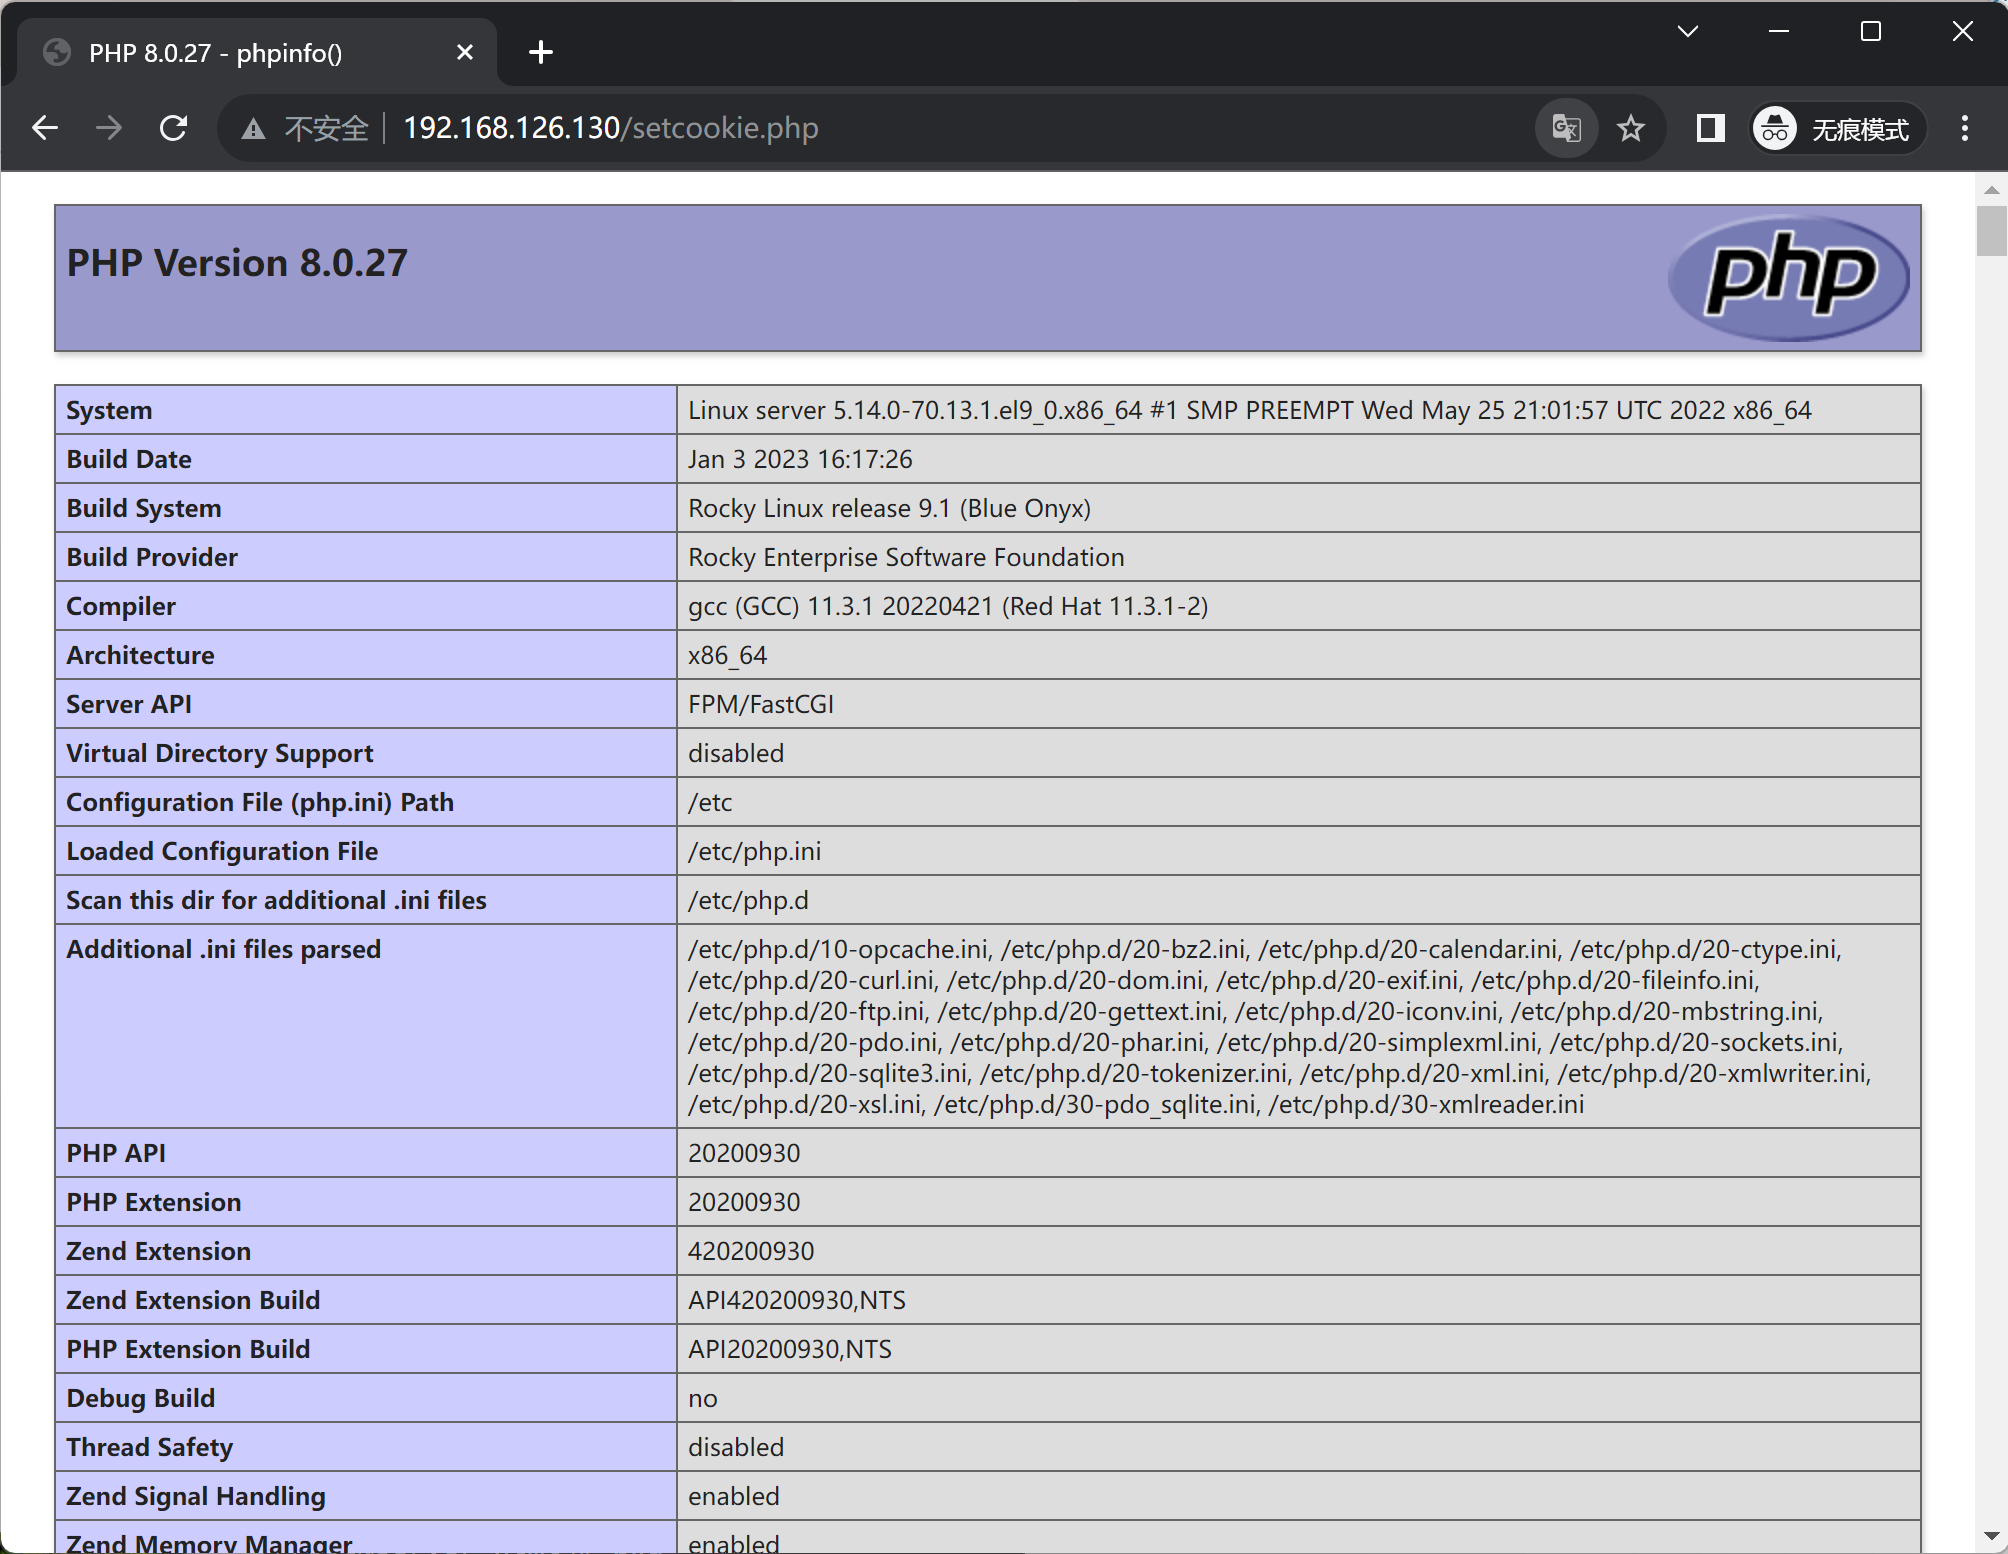 PHP 8.0.27 - phpinfo()
不安全 192.168.126.130/setcookie.php 无痕模式
PHP Version 8.0.27
php
System Linux server 5.14.0-70.13.1.el9_0.x86_64 #1 SMP PREEMPT Wed May 25 21:01:57 UTC 2022 x86_64
Build Date Jan 3 2023 16:17:26
Build System Rocky Linux release 9.1 (Blue Onyx)
Build Provider Rocky Enterprise Software Foundation
Compiler gcc (GCC) 11.3.1 20220421 (Red Hat 11.3.1-2)
Architecture x86_64
Server API FPM/FastCGI
Virtual Directory Support disabled
Configuration File (php.ini) Path /etc
Loaded Configuration File /etc/php.ini
Scan this dir for additional .ini files /etc/php.d
Additional .ini files parsed /etc/php.d/10-opcache.ini, /etc/php.d/20-bz2.ini, /etc/php.d/20-calendar.ini, /etc/php.d/20-ctype.ini,
/etc/php.d/20-curl.ini, /etc/php.d/20-dom.ini, /etc/php.d/20-exif.ini, /etc/php.d/20-fileinfo.ini,
/etc/php.d/20-ftp.ini, /etc/php.d/20-gettext.ini, /etc/php.d/20-iconv.ini, /etc/php.d/20-mbstring.ini,
/etc/php.d/20-pdo.ini, /etc/php.d/20-phar.ini, /etc/php.d/20-simplexml.ini, /etc/php.d/20-sockets.ini,
/etc/php.d/20-sqlite3.ini, /etc/php.d/20-tokenizer.ini, /etc/php.d/20-xml.ini, /etc/php.d/20-xmlwriter.ini,
/etc/php.d/20-xsl.ini, /etc/php.d/30-pdo_sqlite.ini, /etc/php.d/30-xmlreader.ini
PHP API 20200930
PHP Extension 20200930
Zend Extension 420200930
Zend Extension Build API420200930,NTS
PHP Extension Build API20200930,NTS
Debug Build no
Thread Safety disabled
Zend Signal Handling enabled
Zend Memory Manager enabled